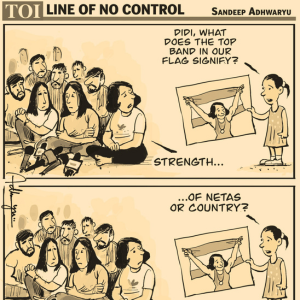 TOI LINE OF NO CONTROL SANDEEP ADHWARYU
DIDI, WHAT
DOES THE TOP
BAND IN OUR
FLAG SIGNIFY?
STRENGTH...
...OF NETAS
OR COUNTRY?